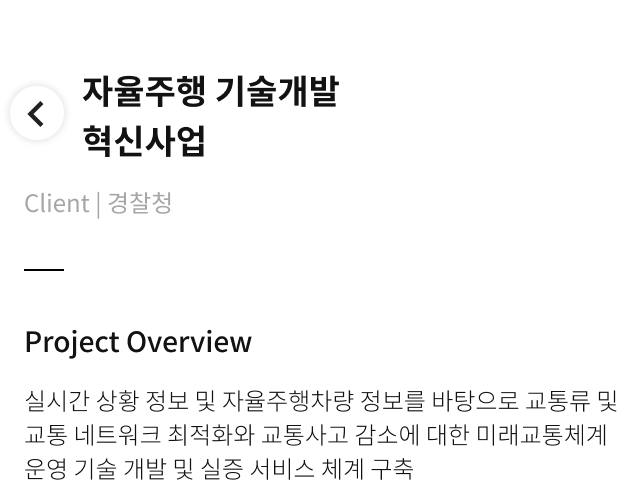 자율주행 기술개발
혁신사업
Client | 경찰청
Project Overview
실시간 상황 정보 및 자율주행차량 정보를 바탕으로 교통류 및
교통 네트워크 최적화와 교통사고 감소에 대한 미래교통체계
운영 기술 개발 및 실증 서비스 체계 구축